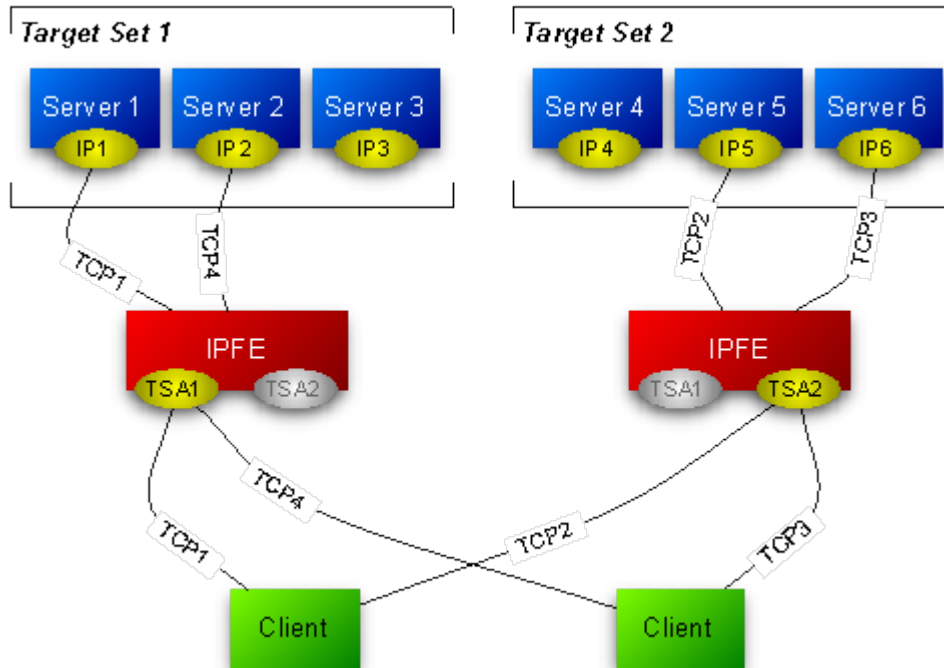 Target Set 1
Target Set 2
Server 1
Server 2
Server 3
Server 4
Server 5
Server 6
IP1
IP2
IP3
IP4
IP5
IP6
TCP1
TCP4
TCP2
TCP3
IPFE
IPFE
TSA1
TSA2
TSA1
TSA2
TCP4
TCP1
TCP2
TCP3
Client
Client